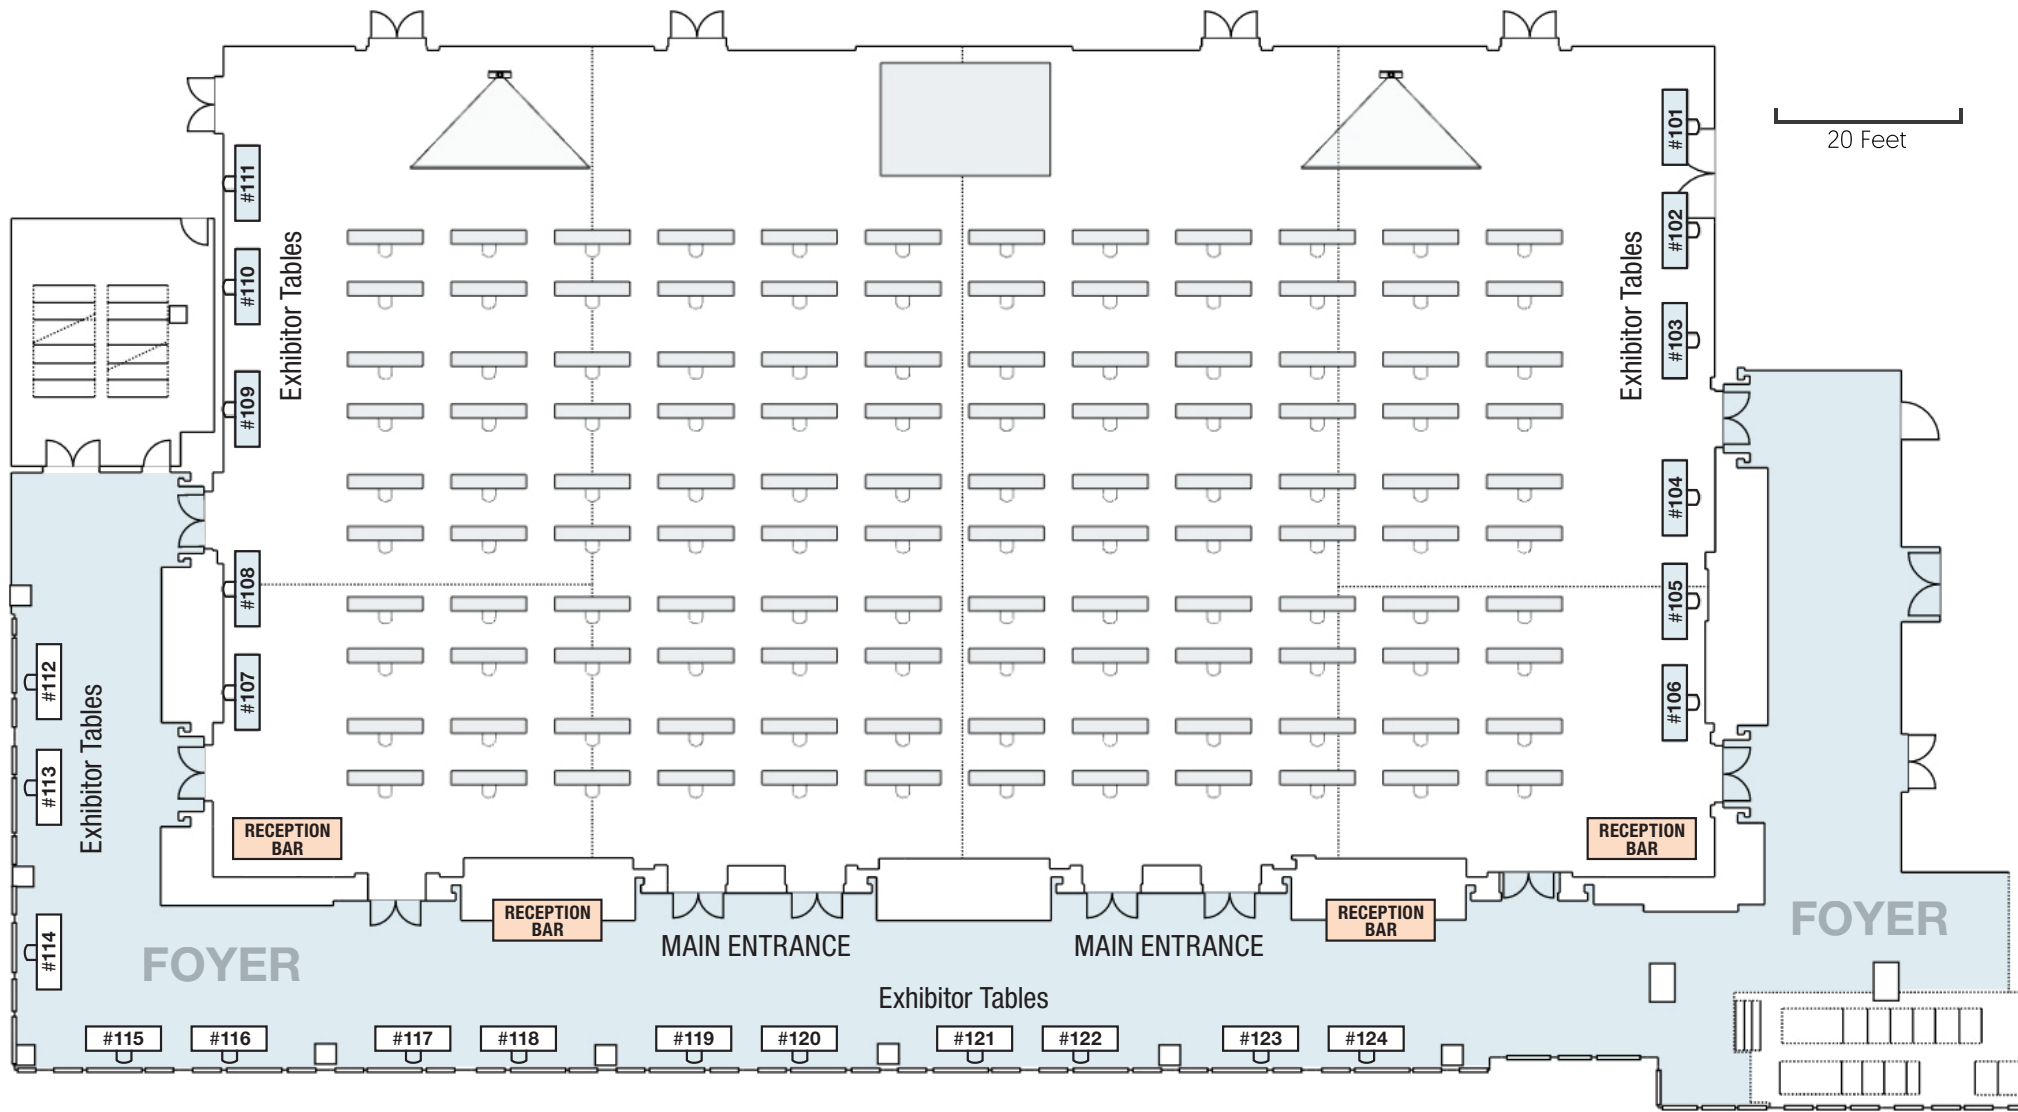 #101
20 Feet
#111
#102
#110
Exhibitor Tables
Exhibitor Tables
#103
#109
#104
#108
#105
#112
#107
#106
Exhibitor Tables
#113
RECEPTION
BAR
RECEPTION
BAR
RECEPTION
BAR
RECEPTION
BAR
#114
FOYER
MAIN ENTRANCE
MAIN ENTRANCE
FOYER
Exhibitor Tables
#115
#116
#117
#118
#119
#120
#121
#122
#123
#124